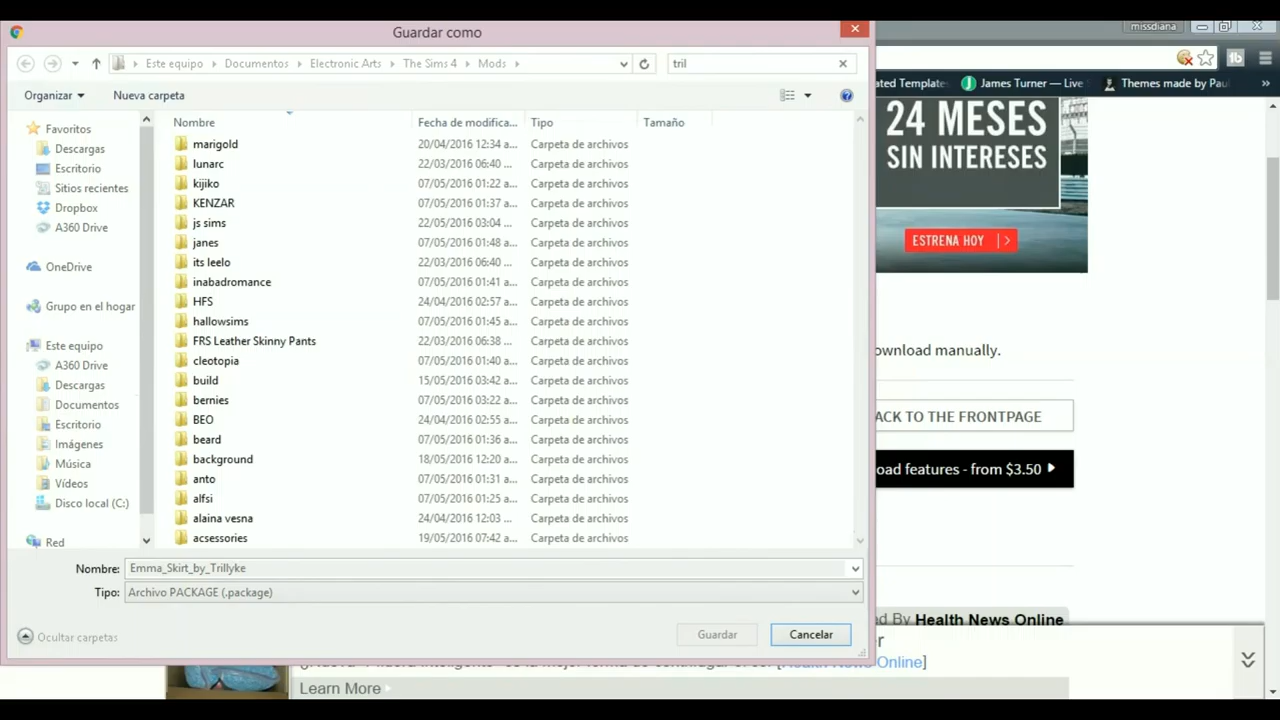 Guardar como
missdiana
Este equipo Documentos Electronic Arts The Sims 4 Mods
tril
Organizar
Nueva carpeta
Nombre Fecha de modifica... Tipo Tamaño
marigold 20/04/2016 12:34 a... Carpeta de archivos
lunarc 22/03/2016 06:40 ... Carpeta de archivos
kijiko 07/05/2016 01:22 a... Carpeta de archivos
KENZAR 07/05/2016 01:37 a... Carpeta de archivos
js sims 22/05/2016 03:04 ... Carpeta de archivos
janes 07/05/2016 01:48 a... Carpeta de archivos
its leelo 22/03/2016 06:40 ... Carpeta de archivos
inabadromance 07/05/2016 01:41 a... Carpeta de archivos
HFS 24/04/2016 02:57 a... Carpeta de archivos
hallowsims 07/05/2016 01:45 a... Carpeta de archivos
FRS Leather Skinny Pants 22/03/2016 06:38 ... Carpeta de archivos
cleotopia 07/05/2016 01:40 a... Carpeta de archivos
build 15/05/2016 03:42 a... Carpeta de archivos
bernies 07/05/2016 03:22 a... Carpeta de archivos
BEO 24/04/2016 02:55 a... Carpeta de archivos
beard 07/05/2016 01:36 a... Carpeta de archivos
background 18/05/2016 12:20 a... Carpeta de archivos
anto 07/05/2016 01:31 a... Carpeta de archivos
alfsi 07/05/2016 01:25 a... Carpeta de archivos
alaina vesna 24/04/2016 12:03 ... Carpeta de archivos
acsessories 19/05/2016 07:42 a... Carpeta de archivos
Favoritos
Descargas
Escritorio
Sitios recientes
Dropbox
A360 Drive
OneDrive
Grupo en el hogar
Este equipo
A360 Drive
Descargas
Documentos
Escritorio
Imágenes
Música
Vídeos
Disco local (C:)
Red
Nombre: Emma_Skirt_by_Trillyke
Tipo: Archivo PACKAGE (.package)
Ocultar carpetas
Guardar
Cancelar
ated Template
James Turner — Live
Themes made by Pau
»
24 MESES
SIN INTERESES
ESTRENA HOY
ownload manually.
ACK TO THE FRONTPAGE
oad features - from $3.50
ed By Health News Online
er
Online]
Learn More